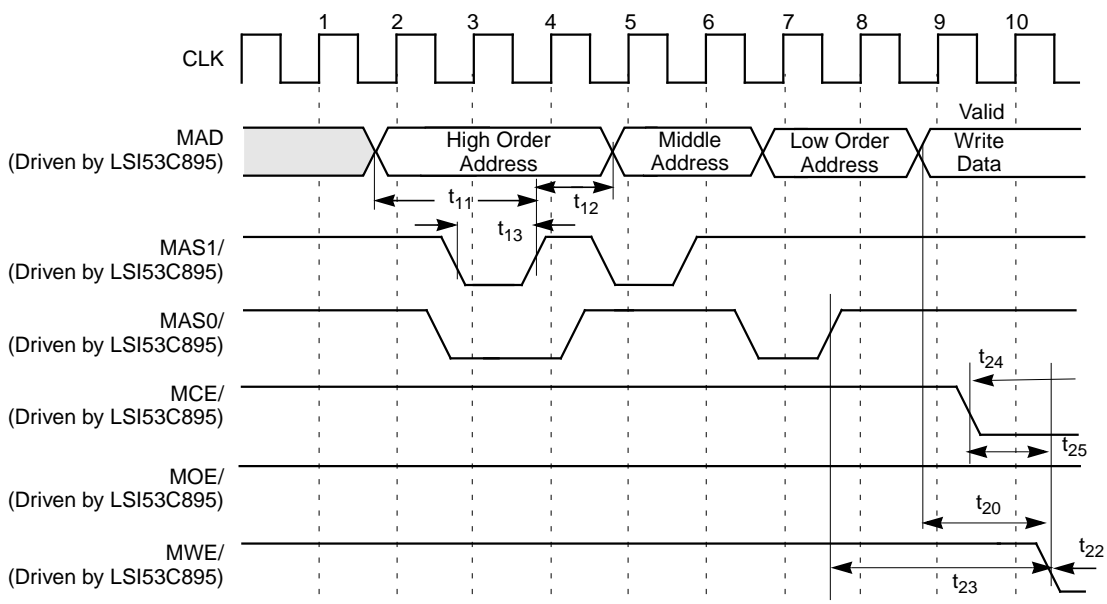 1 2 3 4 5 6 7 8 9 10
CLK
Valid
MAD
(Driven by LSI53C895)
High Order
Address
Middle
Address
Low Order
Address
Write
Data
t11
t12
t13
MAS1/
(Driven by LSI53C895)
MAS0/
(Driven by LSI53C895)
t24
MCE/
(Driven by LSI53C895)
t25
MOE/
(Driven by LSI53C895)
t20
MWE/
(Driven by LSI53C895)
t22
t23